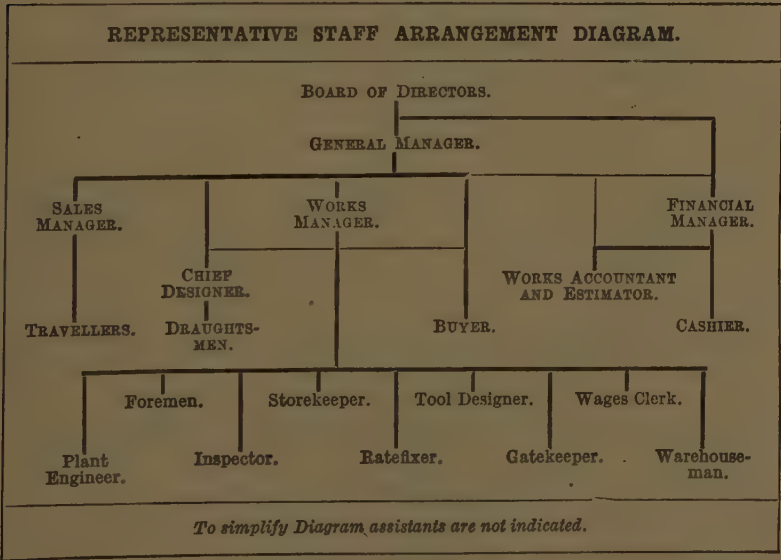 REPRESENTATIVE STAFF ARRANGEMENT DIAGRAM.
BOARD OF DIRECTORS.
GENERAL MANAGER.
SALES
MANAGER.
WORKS
MANAGER.
FINANCIAL
MANAGER.
CHIEF
DESIGNER.
WORKS ACCOUNTANT
AND ESTIMATOR.
TRAVELLERS.
DRAUGHTS-
MEN.
BUYER.
CASHIER.
Foremen.
Storekeeper.
Tool Designer.
Wages Clerk.
Plant
Engineer.
Inspector.
Ratefixer.
Gatekeeper.
Warehouse-
man.
To simplify Diagram assistants are not indicated.